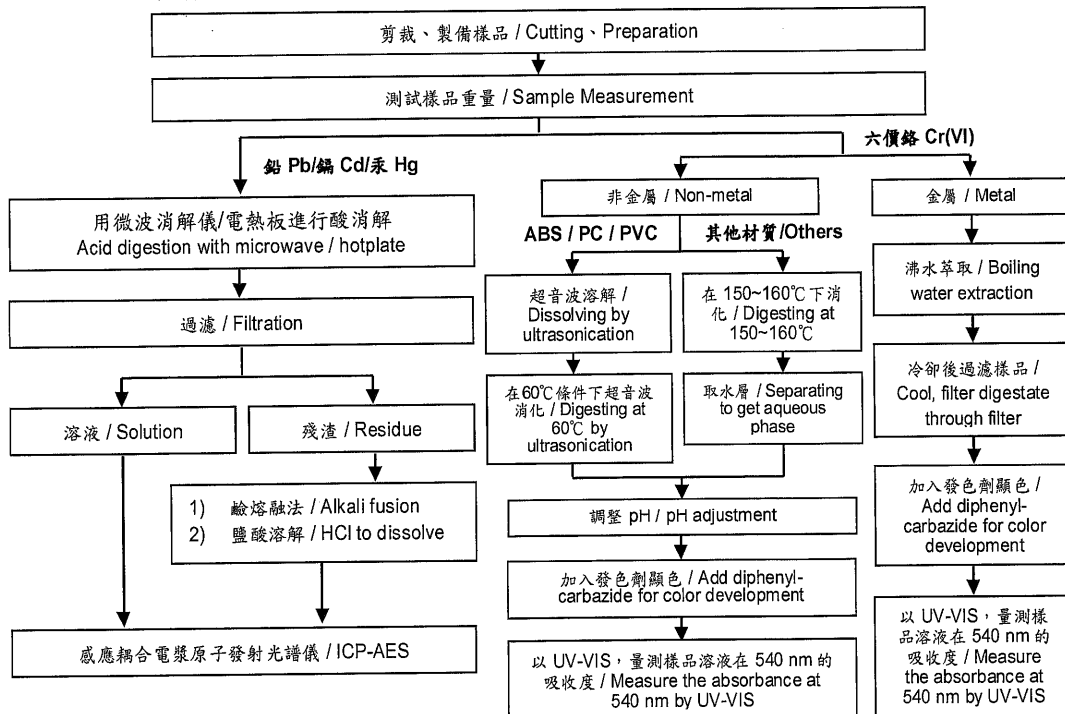 剪裁、製備樣品 / Cutting、Preparation
測試樣品重量 / Sample Measurement
鉛 Pb/鎘 Cd/汞 Hg
用微波消解儀/電熱板進行酸消解
Acid digestion with microwave / hotplate
過濾 / Filtration
溶液 / Solution
殘渣 / Residue
1) 鹼熔融法 / Alkali fusion
2) 鹽酸溶解 / HCl to dissolve
感應耦合電漿原子發射光譜儀 / ICP-AES
六價鉻 Cr(VI)
非金屬 / Non-metal
ABS / PC / PVC
超音波溶解 /
Dissolving by
ultrasonication
在60℃條件下超音波
消化 / Digesting at
60℃ by
ultrasonication
其他材質/Others
在 150~160℃下消
化 / Digesting at
150~160℃
取水層 / Separating
to get aqueous
phase
調整 pH / pH adjustment
加入發色劑顯色 / Add diphenyl-
carbazide for color development
以 UV-VIS，量測樣品溶液在 540 nm 的
吸收度 / Measure the absorbance at
540 nm by UV-VIS
金屬 / Metal
沸水萃取 / Boiling
water extraction
冷卻後過濾樣品 /
Cool, filter digestate
through filter
加入發色劑顯色 /
Add diphenyl-
carbazide for color
development
以 UV-VIS，量測樣
品溶液在 540 nm 的
吸收度 / Measure
the absorbance at
540 nm by UV-VIS